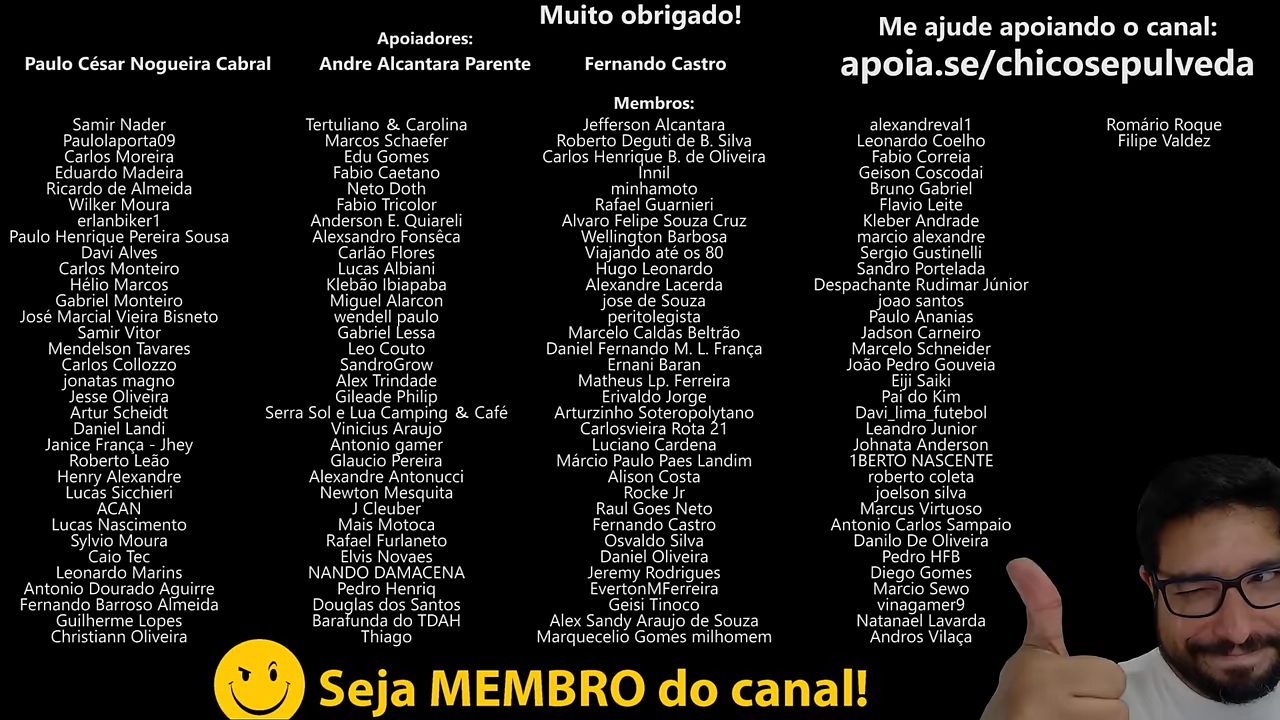 Muito obrigado!
Me ajude apoiando o canal:
apoia.se/chicosepulveda
Apoiadores:
Paulo César Nogueira Cabral
Andre Alcantara Parente
Fernando Castro
Membros:
Samir Nader
Paulolaporta09
Carlos Moreira
Eduardo Madeira
Ricardo de Almeida
Wilker Moura
erlanbiker1
Paulo Henrique Pereira Sousa
Davi Alves
Carlos Monteiro
Hélio Marcos
Gabriel Monteiro
José Marcial Vieira Bisneto
Samir Vitor
Mendelson Tavares
Carlos Collozzo
jonatas magno
Jesse Oliveira
Artur Scheidt
Daniel Landi
Janice França - Jhey
Roberto Leão
Henry Alexandre
Lucas Sicchieri
ACAN
Lucas Nascimento
Sylvio Moura
Caio Tec
Leonardo Marins
Antonio Dourado Aguirre
Fernando Barroso Almeida
Guilherme Lopes
Christiann Oliveira
Tertuliano & Carolina
Marcos Schaefer
Edu Gomes
Fabio Caetano
Neto Doth
Fabio Tricolor
Anderson E. Quiareli
Alexsandro Fonsêca
Carlão Flores
Lucas Albiani
Klebão Ibiapaba
Miguel Alarcon
wendell paulo
Gabriel Lessa
Leo Couto
SandroGrow
Alex Trindade
Gileade Philip
Serra Sol e Lua Camping & Café
Vinicius Araujo
Antonio gamer
Glaucio Pereira
Alexandre Antonucci
Newton Mesquita
J Cleuber
Mais Motoca
Rafael Furlaneto
Elvis Novaes
NANDO DAMACENA
Pedro Henriq
Douglas dos Santos
Barafunda do TDAH
Thiago
Jefferson Alcantara
Roberto Deguti de B. Silva
Carlos Henrique B. de Oliveira
Innil
minhamoto
Rafael Guarnieri
Alvaro Felipe Souza Cruz
Wellington Barbosa
Viajando até os 80
Hugo Leonardo
Alexandre Lacerda
jose de Souza
peritolegista
Marcelo Caldas Beltrão
Daniel Fernando M. L. França
Ernani Baran
Matheus Lp. Ferreira
Erivaldo Jorge
Arturzinho Soteropolytano
Carlosvieira Rota 21
Luciano Cardena
Márcio Paulo Paes Landim
Alison Costa
Rocke Jr
Raul Goes Neto
Fernando Castro
Osvaldo Silva
Daniel Oliveira
Jeremy Rodrigues
EvertonMFerreira
Geisi Tinoco
Alex Sandy Araujo de Souza
Marquecelio Gomes milhomem
alexandreval1
Leonardo Coelho
Fabio Correia
Geison Coscodai
Bruno Gabriel
Flavio Leite
Kleber Andrade
marcio alexandre
Sergio Gustinelli
Sandro Portelada
Despachante Rudimar Júnior
joao santos
Paulo Ananias
Jadson Carneiro
Marcelo Schneider
João Pedro Gouveia
Eiji Saiki
Pai do Kim
Davi_lima_futebol
Leandro Junior
Johnata Anderson
1BERTO NASCENTE
roberto coleta
joelson silva
Marcus Virtuoso
Antonio Carlos Sampaio
Danilo De Oliveira
Pedro HFB
Diego Gomes
Marcio Sewo
vinagamer9
Natanael Lavarda
Andros Vilaça
Romário Roque
Filipe Valdez
Seja MEMBRO do canal!